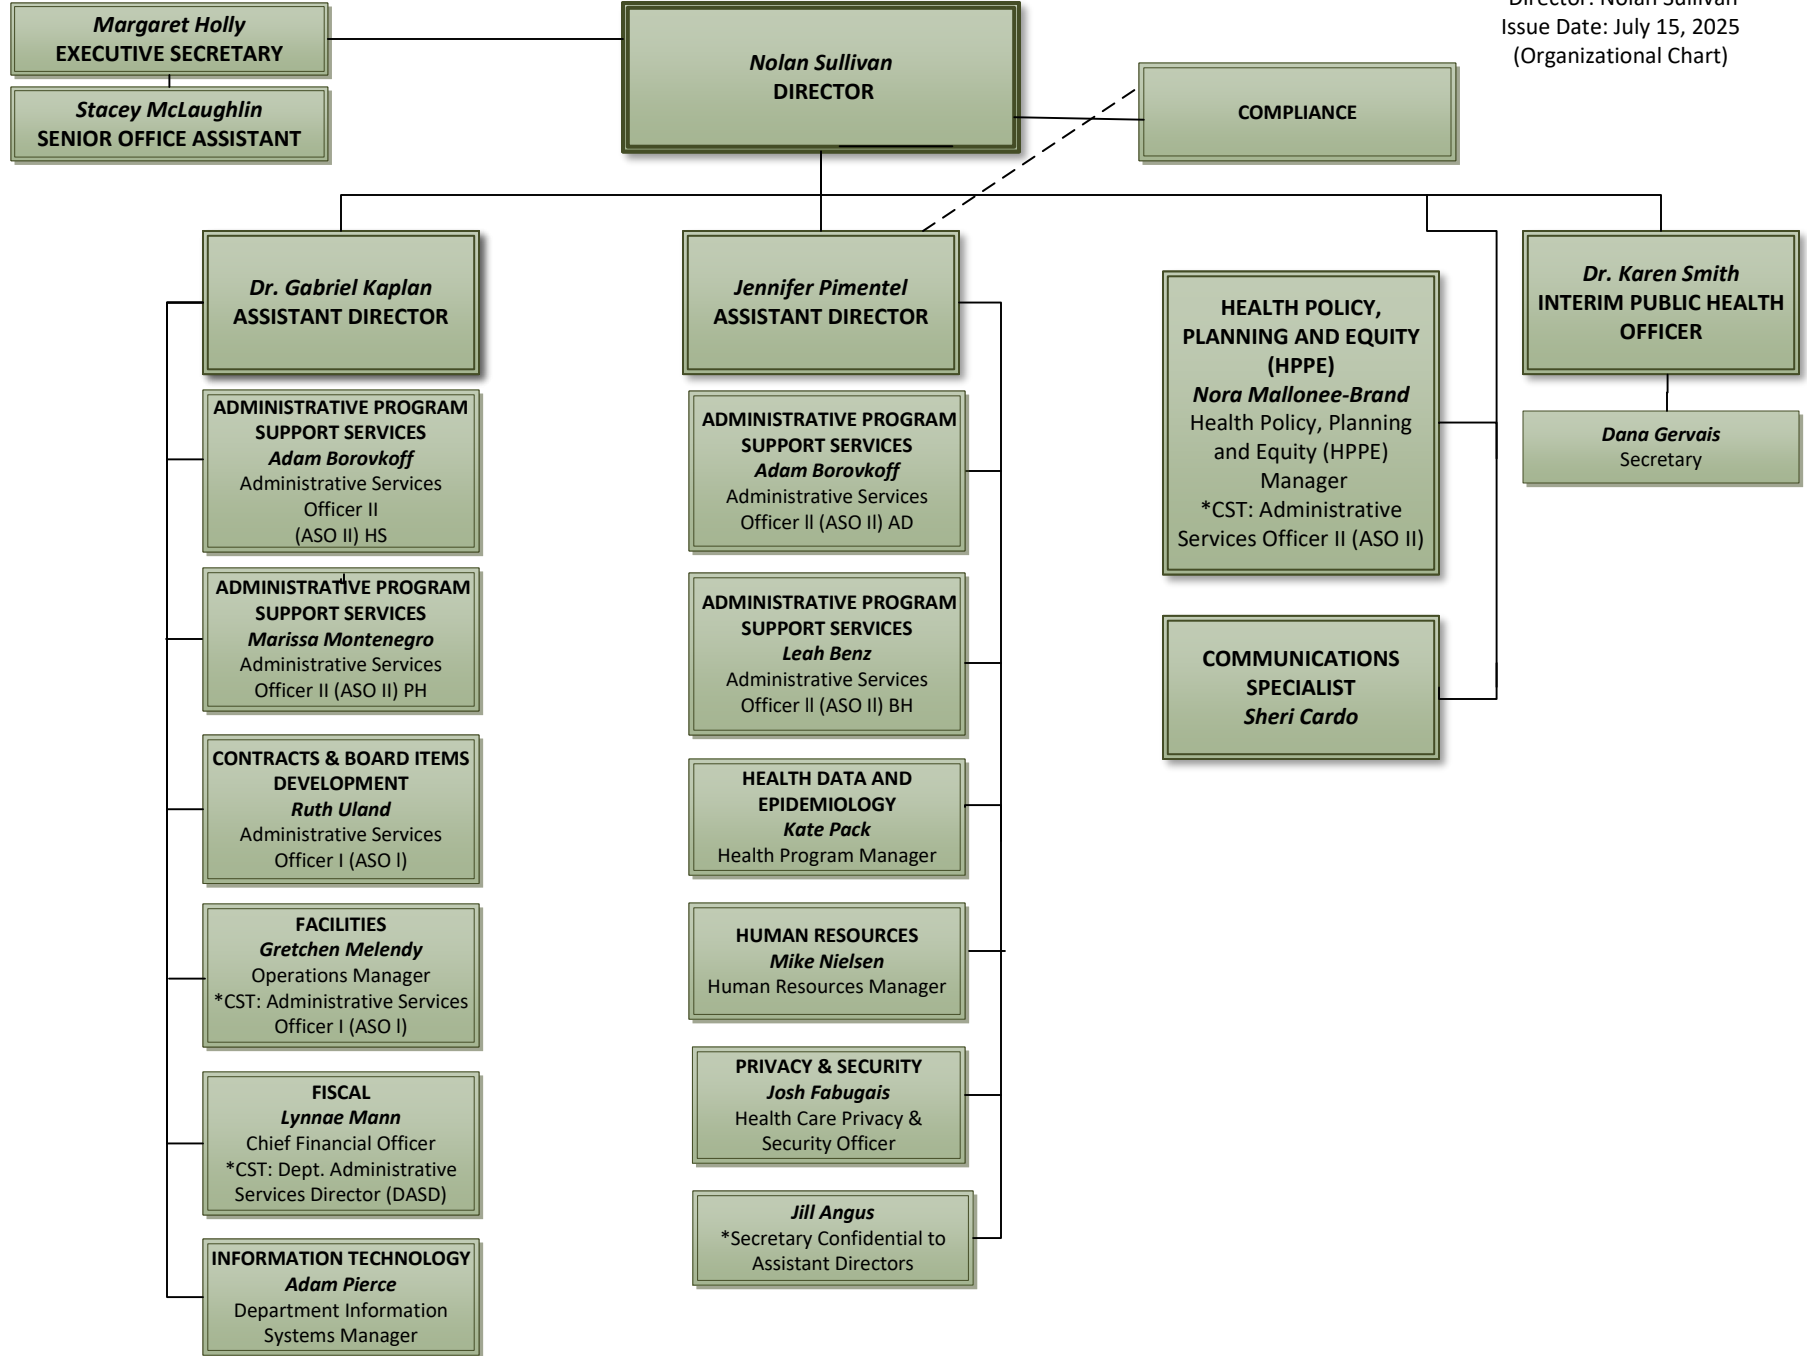 Margaret Holly
EXECUTIVE SECRETARY
Stacey McLaughlin
SENIOR OFFICE ASSISTANT
Nolan Sullivan
DIRECTOR
Director: Nolan Sullivan
Issue Date: July 15, 2025
(Organizational Chart)
COMPLIANCE
Dr. Gabriel Kaplan
ASSISTANT DIRECTOR
ADMINISTRATIVE PROGRAM
SUPPORT SERVICES
Adam Borovkoff
Administrative Services
Officer II
(ASO II) HS
ADMINISTRATIVE PROGRAM
SUPPORT SERVICES
Marissa Montenegro
Administrative Services
Officer II (ASO II) PH
CONTRACTS & BOARD ITEMS
DEVELOPMENT
Ruth Uland
Administrative Services
Officer I (ASO l)
FACILITIES
Gretchen Melendy
Operations Manager
*CST: Administrative Services
Officer I (ASO l)
FISCAL
Lynnae Mann
Chief Financial Officer
*CST: Dept. Administrative
Services Director (DASD)
INFORMATION TECHNOLOGY
Adam Pierce
Department Information
Systems Manager
Jennifer Pimentel
ASSISTANT DIRECTOR
ADMINISTRATIVE PROGRAM
SUPPORT SERVICES
Adam Borovkoff
Administrative Services
Officer ll (ASO Il) AD
ADMINISTRATIVE PROGRAM
SUPPORT SERVICES
Leah Benz
Administrative Services
Officer ll (ASO Il) BH
HEALTH DATA AND
EPIDEMIOLOGY
Kate Pack
Health Program Manager
HUMAN RESOURCES
Mike Nielsen
Human Resources Manager
PRIVACY & SECURITY
Josh Fabugais
Health Care Privacy &
Security Officer
Jill Angus
*Secretary Confidential to
Assistant Directors
HEALTH POLICY,
PLANNING AND EQUITY
(HPPE)
Nora Mallonee-Brand
Health Policy, Planning
and Equity (HPPE)
Manager
*CST: Administrative
Services Officer II (ASO II)
COMMUNICATIONS
SPECIALIST
Sheri Cardo
Dr. Karen Smith
INTERIM PUBLIC HEALTH
OFFICER
Dana Gervais
Secretary